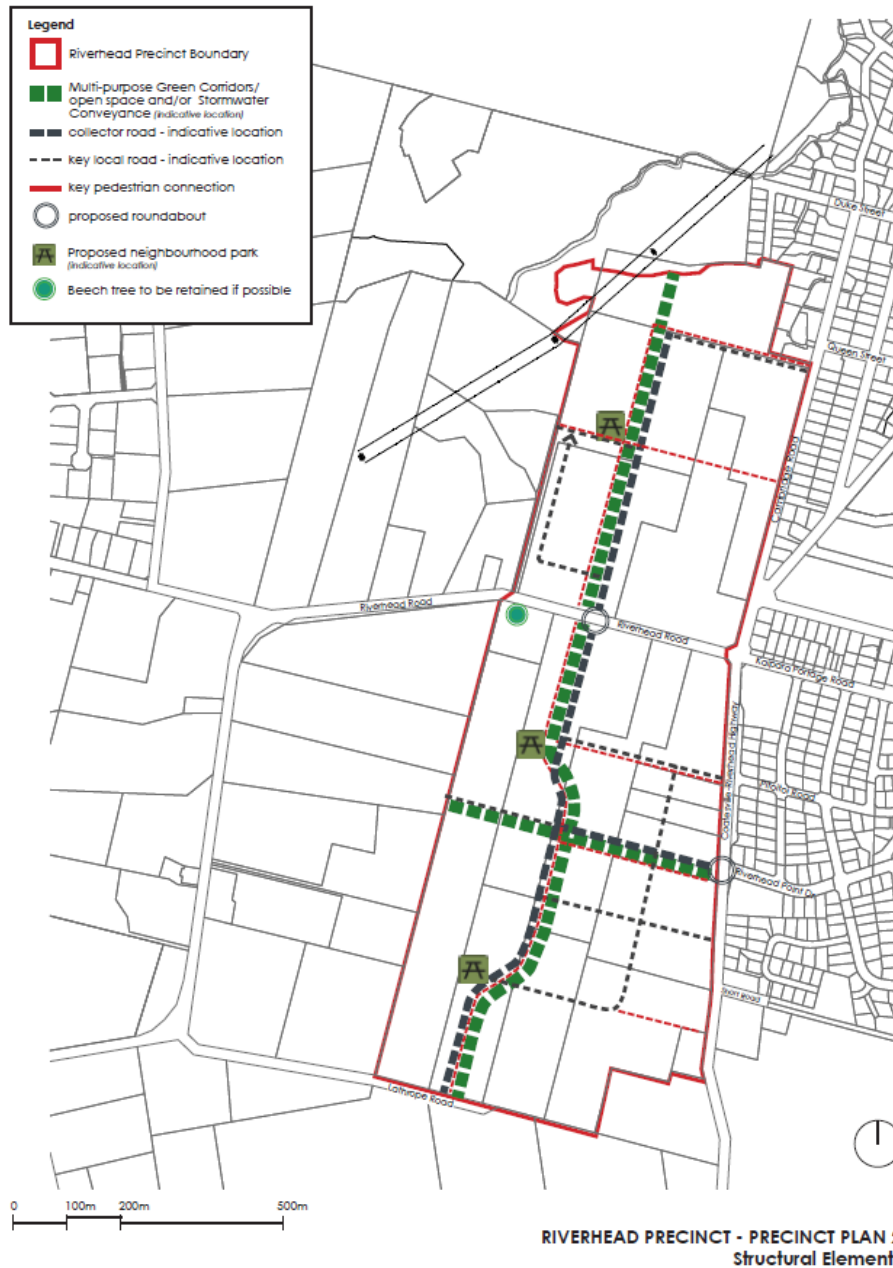 Legend
Riverhead Precinct Boundary
Multi-purpose Green Corridors/
open space and/or Stormwater
Conveyance (indicative location)
collector road - indicative location
key local road - indicative location
key pedestrian connection
proposed roundabout
Proposed neighbourhood park
(indicative location)
Beech tree to be retained if possible
Duke Street
Queen Street
Cambridge Road
Riverhead Road
Riverhead Road
Kaipara Portage Road
Coatesville-Riverhead Highway
Pitoitoi Road
Riverhead Point D
Short Road
Lathrope Road
0
100m
200m
500m
RIVERHEAD PRECINCT - PRECINCT PLAN
Structural Element